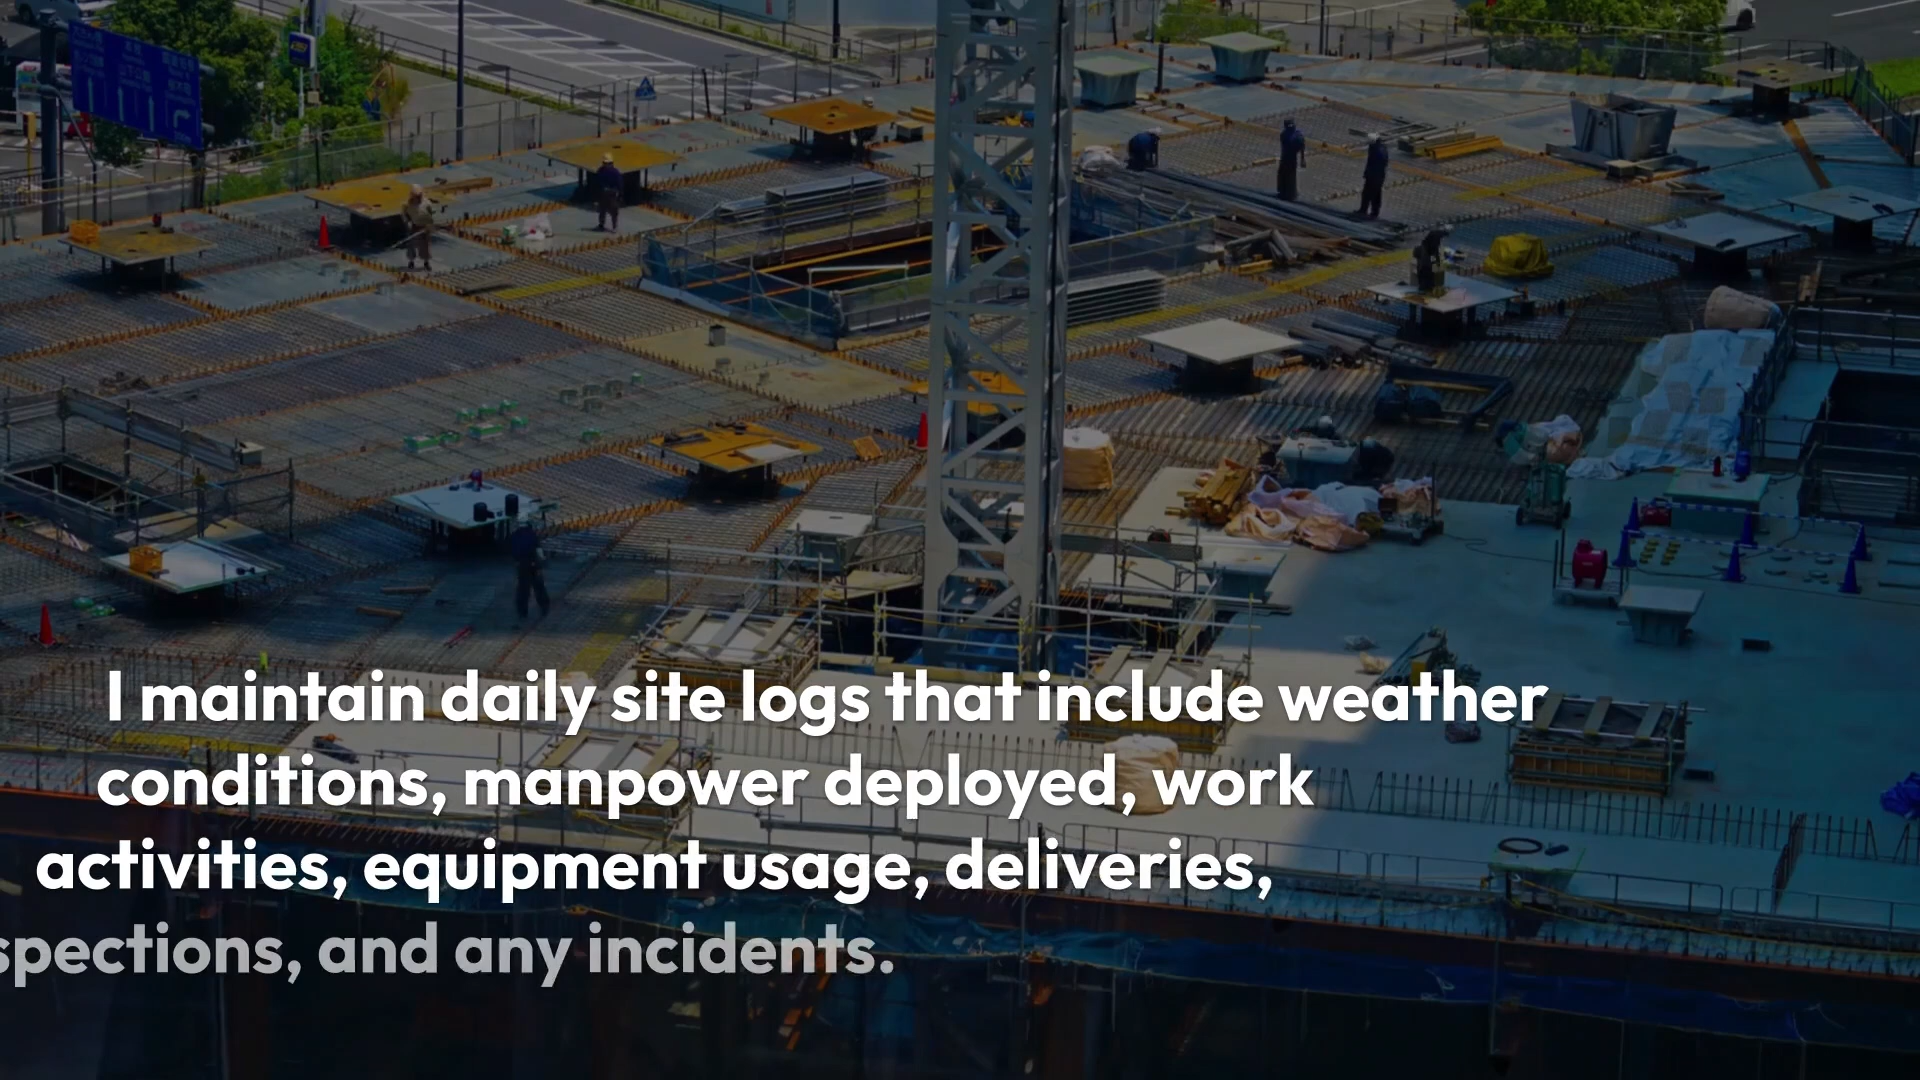 I maintain daily site logs that include weather
conditions, manpower deployed, work
activities, equipment usage, deliveries,
spections, and any incidents.